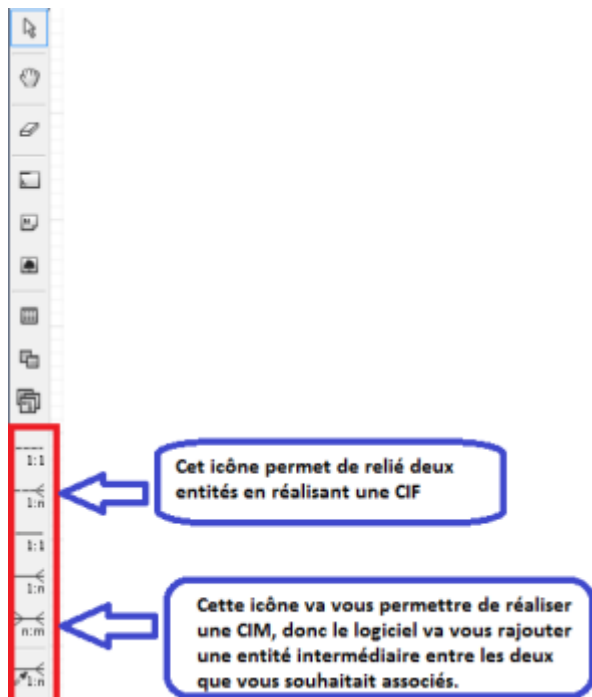 1:1
Cet icône permet de relié deux
entités en réalisant une CIF
1:n
1:1
1:n
Cette icône va vous permettre de réaliser
une CIM, donc le logiciel va vous rajouter
une entité intermédiaire entre les deux
que vous souhaitait associés.
n:m
1:n